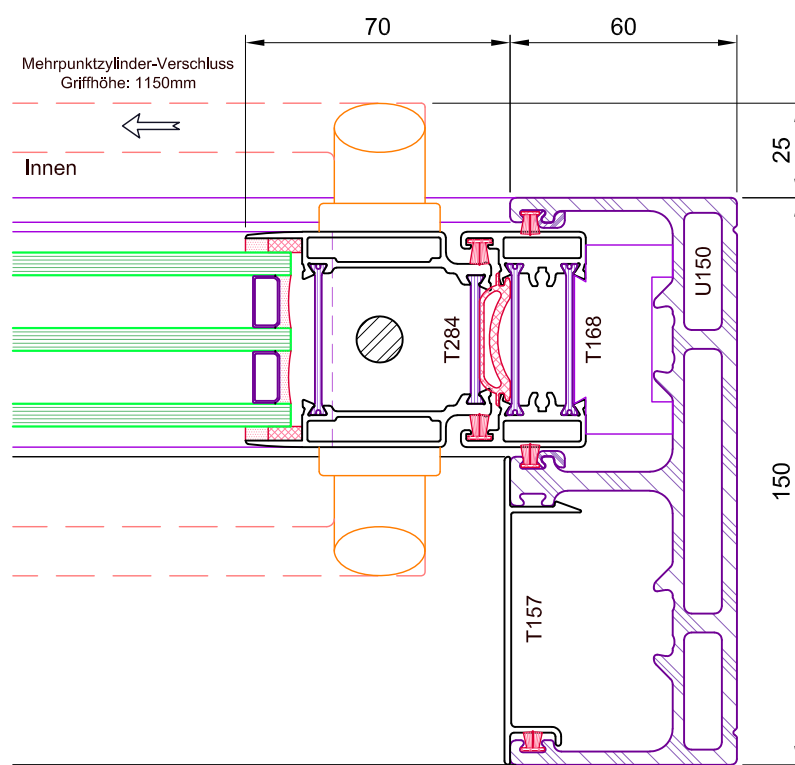 70
60
Mehrpunktzylinder-Verschluss
Griffhöhe: 1150mm
25
Innen
U150
T284
T168
150
T157